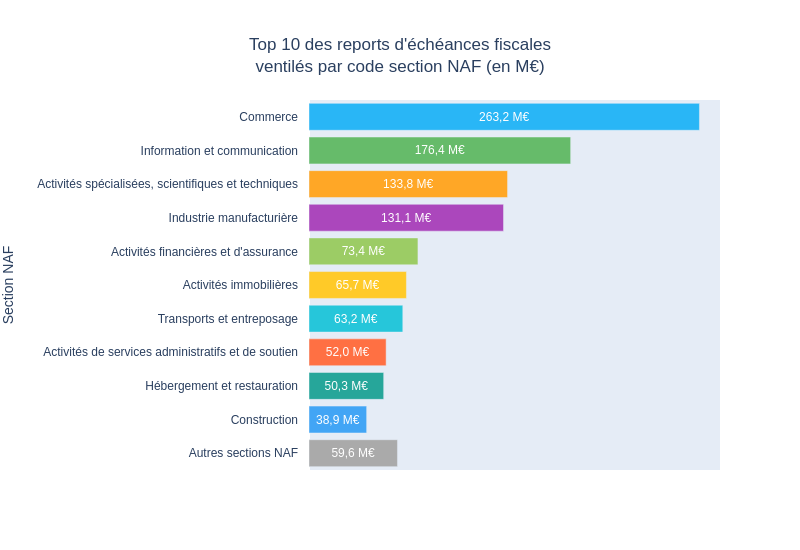 Top 10 des reports d'échéances fiscales
ventilés par code section NAF (en M€)
Section NAF
Commerce 263,2 M€
Information et communication 176,4 M€
Activités spécialisées, scientifiques et techniques 133,8 M€
Industrie manufacturière 131,1 M€
Activités financières et d'assurance 73,4 M€
Activités immobilières 65,7 M€
Transports et entreposage 63,2 M€
Activités de services administratifs et de soutien 52,0 M€
Hébergement et restauration 50,3 M€
Construction 38,9 M€
Autres sections NAF 59,6 M€